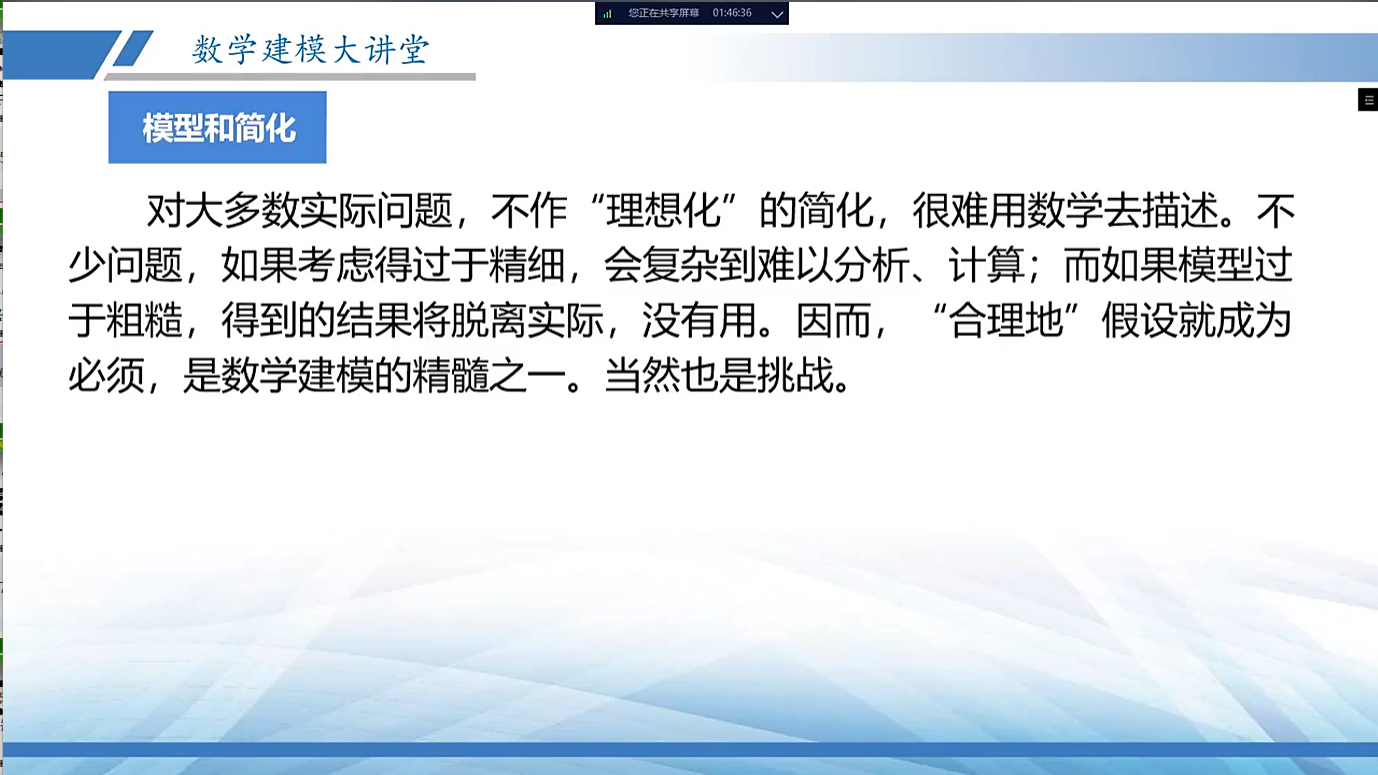 您正在共享屏幕 01:46:36
数学建模大讲堂
模型和简化
对大多数实际问题，不作“理想化”的简化，很难用数学去描述。不
少问题，如果考虑得过于精细，会复杂到难以分析、计算；而如果模型过
于粗糙，得到的结果将脱离实际，没有用。因而，“合理地”假设就成为
必须，是数学建模的精髓之一。当然也是挑战。